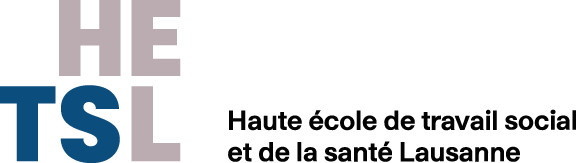 HE
TSL
Haute école de travail social
et de la santé Lausanne